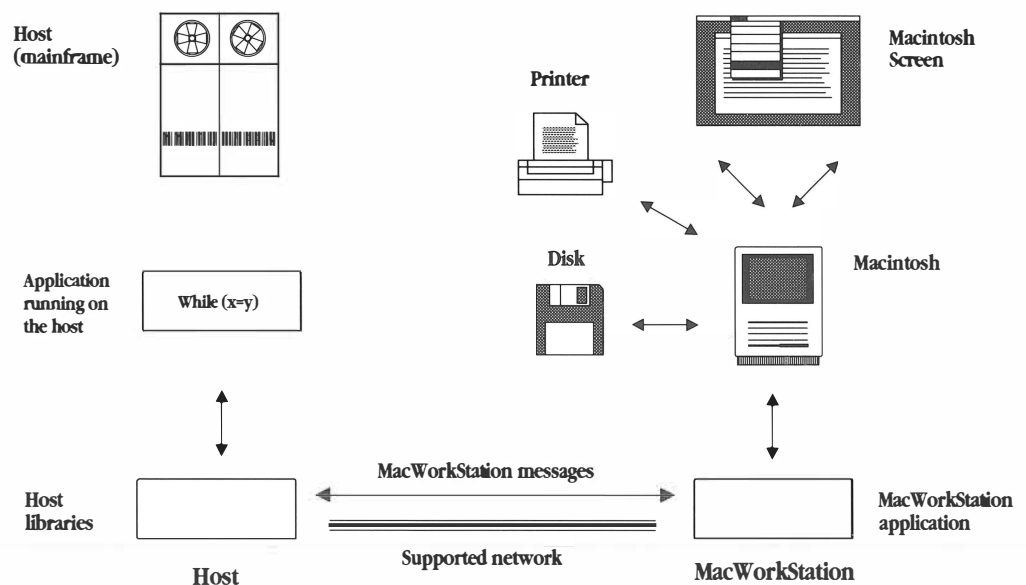 Host
(mainframe)
Printer
Macintosh
Screen
Disk
Macintosh
Application
running on
the host
While (x=y)
MacWorkStation messages
Host
libraries
MacWorkStation
application
Supported network
Host
MacWorkStation